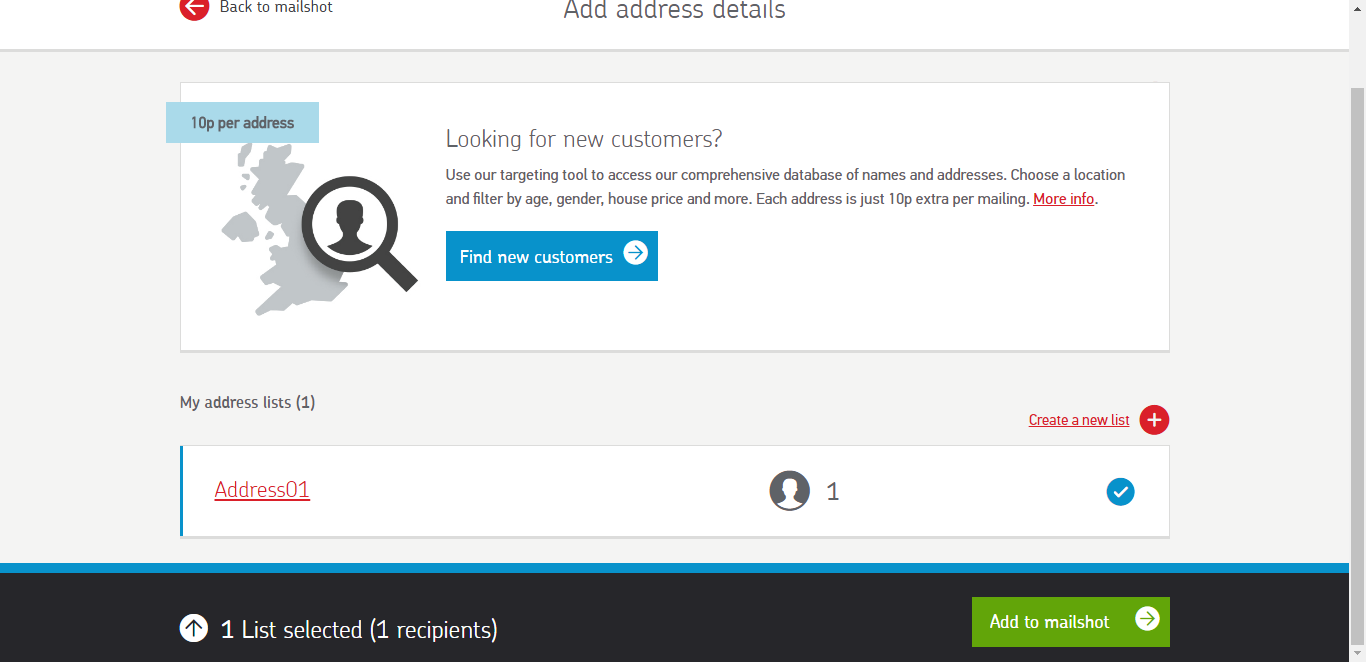 Back to mailshot
Add address details
10p per address
Looking for new customers?
Use our targeting tool to access our comprehensive database of names and addresses. Choose a location
and filter by age, gender, house price and more. Each address is just 10p extra per mailing. More info.
Find new customers
My address lists (1)
Create a new list
Address01
1
1 List selected (1 recipients)
Add to mailshot